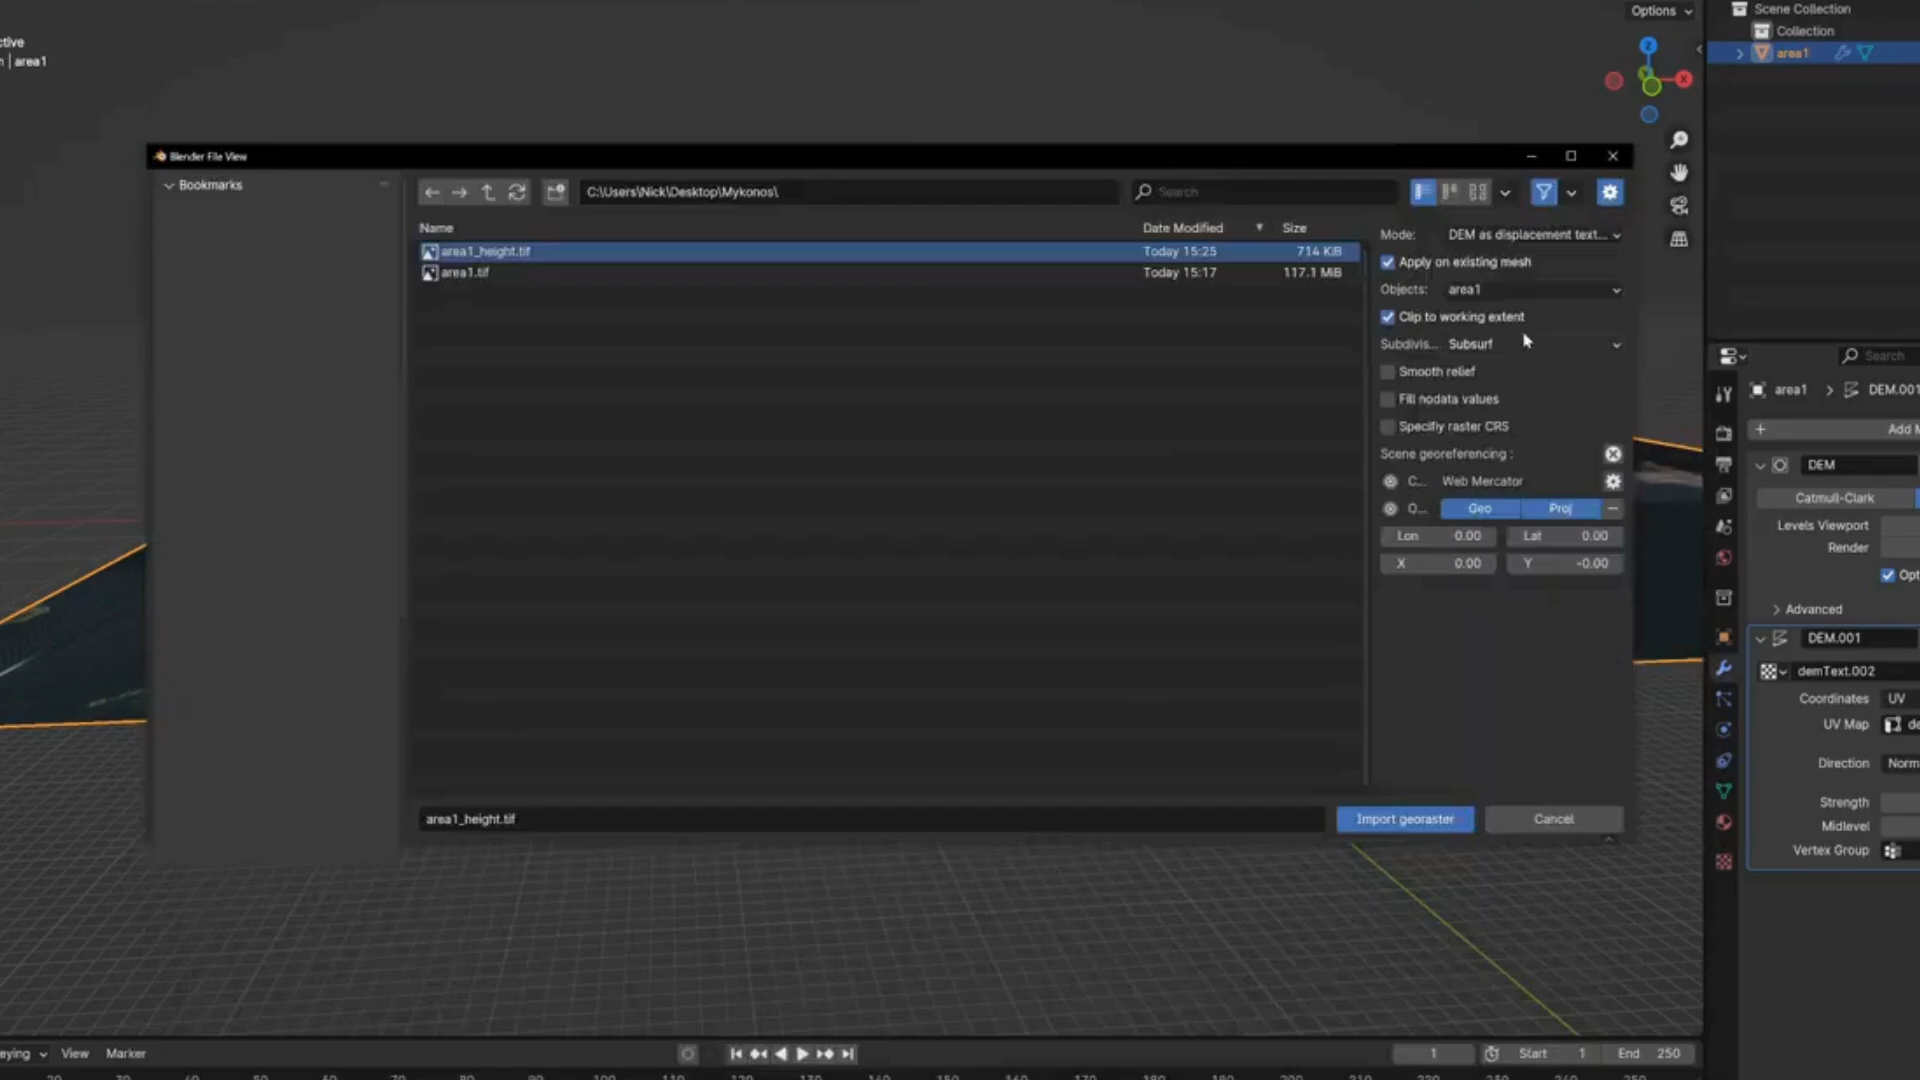 Options
Scene Collection
Collection
area1
ctive
| area1
Blender File View
Bookmarks
C:\Users\Nick\Desktop\Mykonos\
Search
Name
Date Modified
Size
area1_height.tif
Today 15:25
714 KiB
area1.tif
Today 15:17
117.1 MiB
Mode:
DEM as displacement text...
Apply on existing mesh
Objects:
area1
Clip to working extent
Subdivis...
Subsurf
Smooth relief
Fill nodata values
Specifiy raster CRS
Scene georeferencing :
C...
Web Mercator
O...
Geo
Proj
Lon 0.00
Lat 0.00
X 0.00
Y -0.00
area1_height.tif
Import georaster
Cancel
Z
X
Search
area1 > DEM.001
Add M
DEM
Catmull-Clark
Levels Viewport
Render
Opt
Advanced
DEM.001
demText.002
Coordinates
UV
UV Map
de
Direction
Norm
Strength
Midlevel
Vertex Group
eying
View
Marker
1
Start 1
End 250